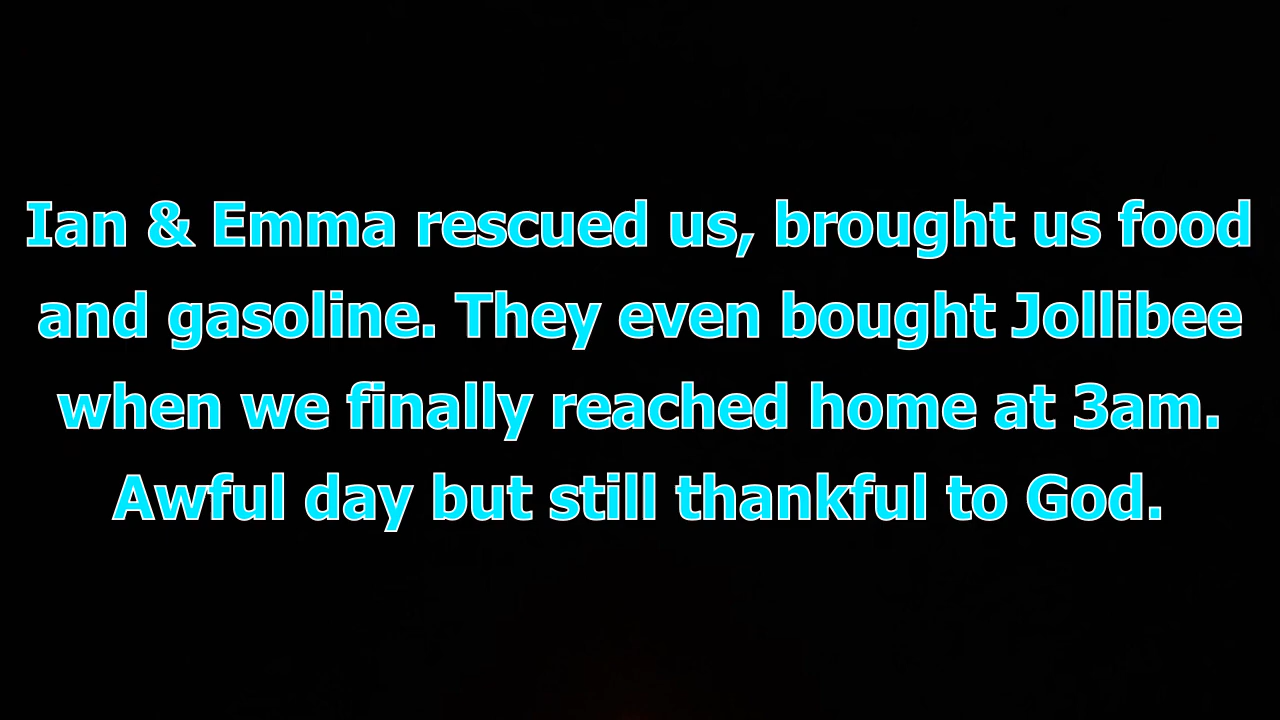 Ian & Emma rescued us, brought us food
and gasoline. They even bought Jollibee
when we finally reached home at 3am.
Awful day but still thankful to God.